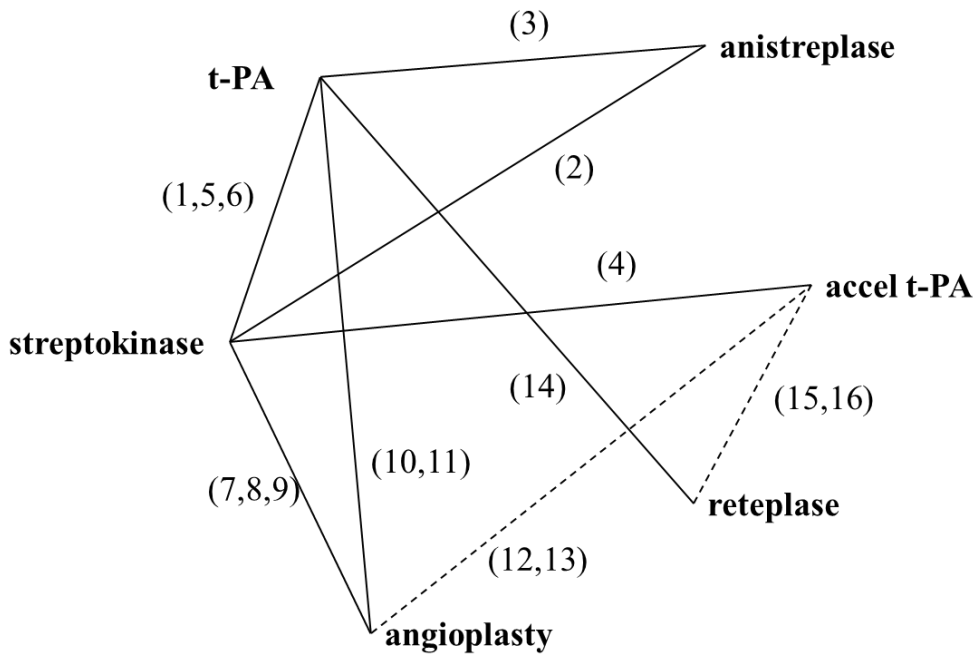 (3)
anistreplase
t-PA
(2)
(1,5,6)
(4)
accel t-PA
streptokinase
(14)
(15,16)
(10,11)
(7,8,9)
reteplase
(12,13)
angioplasty